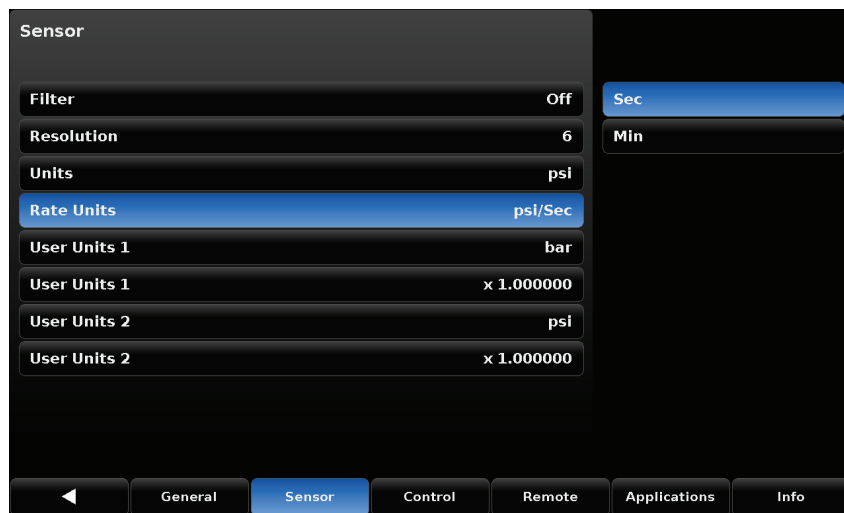 Sensor
Filter Off
Resolution 6
Units psi
Rate Units psi/Sec
User Units 1 bar
User Units 1 x 1.000000
User Units 2 psi
User Units 2 x 1.000000
Sec
Min
General Sensor Control Remote Applications Info